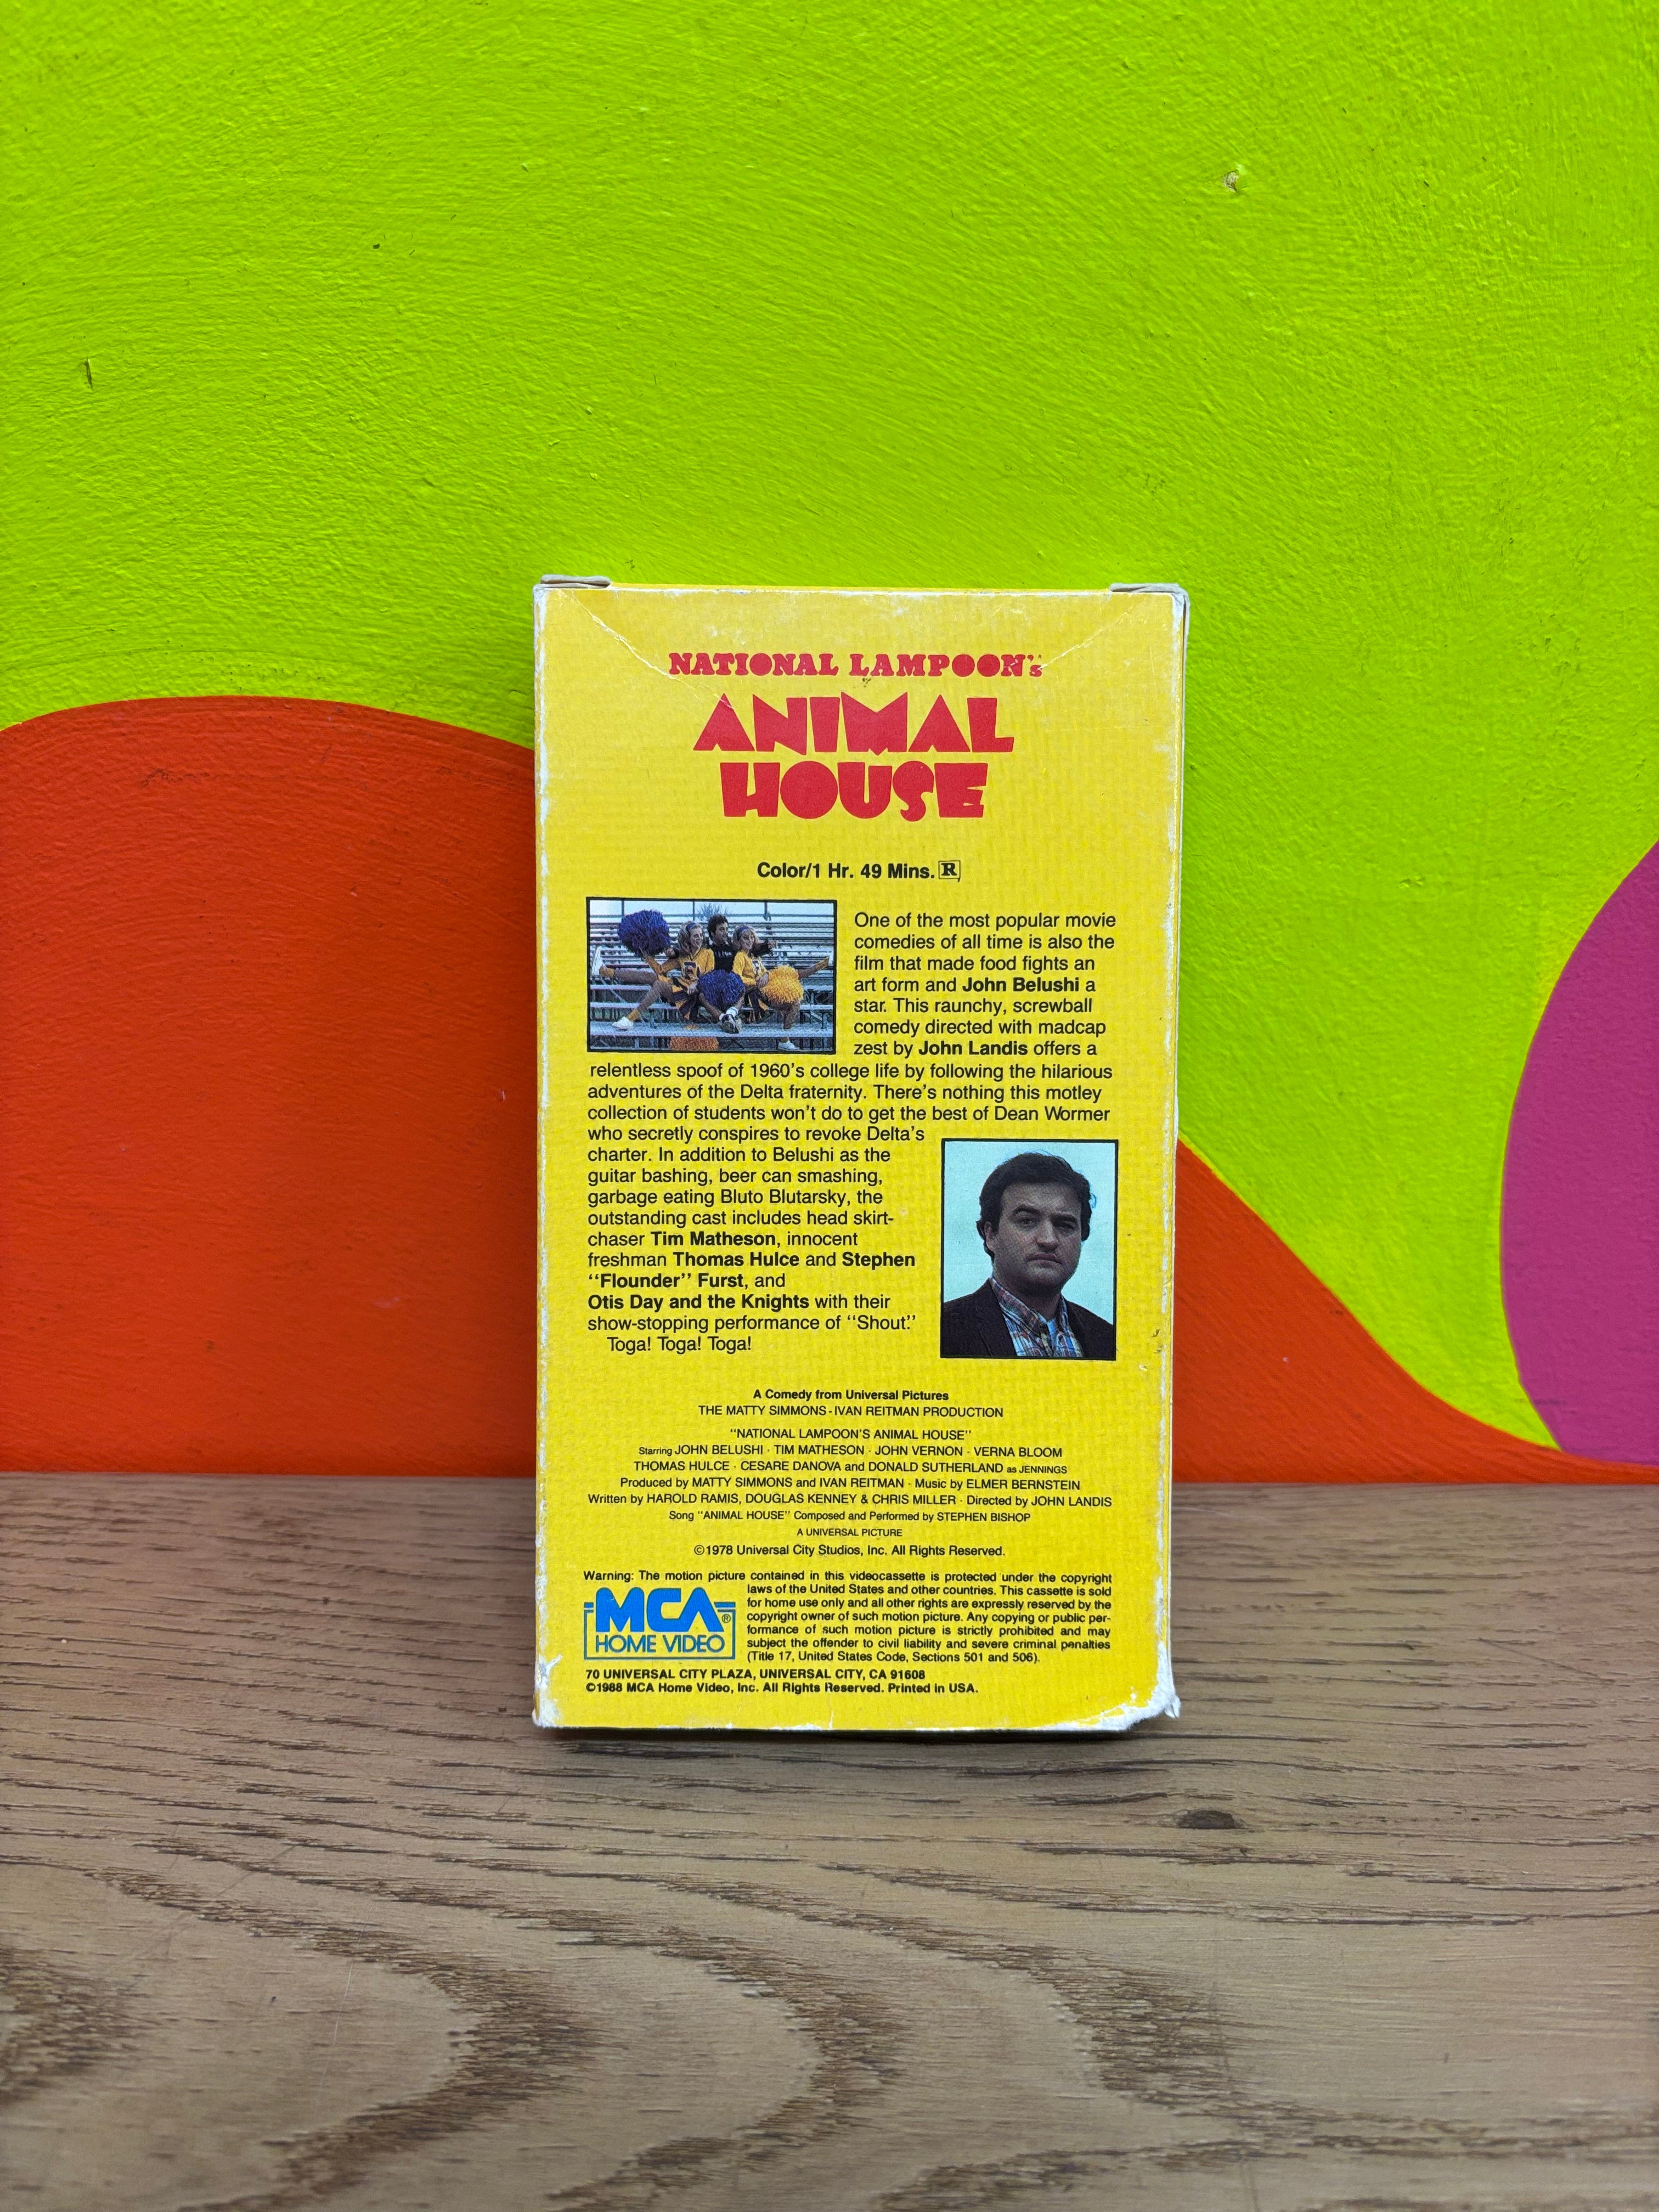 NATIONAL LAMPOON's
ANIMAL
HOUSE
Color/1 Hr. 49 Mins. R
One of the most popular movie
comedies of all time is also the
film that made food fights an
art form and John Belushi a
star. This raunchy, screwball
comedy directed with madcap
zest by John Landis offers a
relentless spoof of 1960's college life by following the hilarious
adventures of the Delta fraternity. There's nothing this motley
collection of students won't do to get the best of Dean Wormer
who secretly conspires to revoke Delta's
charter. In addition to Belushi as the
guitar bashing, beer can smashing,
garbage eating Bluto Blutarsky, the
outstanding cast includes head skirt-
chaser Tim Matheson, innocent
freshman Thomas Hulce and Stephen
"Flounder" Furst, and
Otis Day and the Knights with their
show-stopping performance of "Shout."
Toga! Toga! Toga!
A Comedy from Universal Pictures
THE MATTY SIMMONS - IVAN REITMAN PRODUCTION
"NATIONAL LAMPOON'S ANIMAL HOUSE"
Starring JOHN BELUSHI · TIM MATHESON · JOHN VERNON · VERNA BLOOM
THOMAS HULCE · CESARE DANOVA and DONALD SUTHERLAND as JENNINGS
Produced by MATTY SIMMONS and IVAN REITMAN · Music by ELMER BERNSTEIN
Written by HAROLD RAMIS, DOUGLAS KENNEY & CHRIS MILLER · Directed by JOHN LANDIS
Song "ANIMAL HOUSE" Composed and Performed by STEPHEN BISHOP
A UNIVERSAL PICTURE
©1978 Universal City Studios, Inc. All Rights Reserved.
Warning: The motion picture contained in this videocassette is protected under the copyright
laws of the United States and other countries. This cassette is sold
for home use only and all other rights are expressly reserved by the
copyright owner of such motion picture. Any copying or public per-
formance of such motion picture is strictly prohibited and may
subject the offender to civil liability and severe criminal penalties
(Title 17, United States Code, Sections 501 and 506).
MCA®
HOME VIDEO
70 UNIVERSAL CITY PLAZA, UNIVERSAL CITY, CA 91608
©1988 MCA Home Video, Inc. All Rights Reserved. Printed in USA.